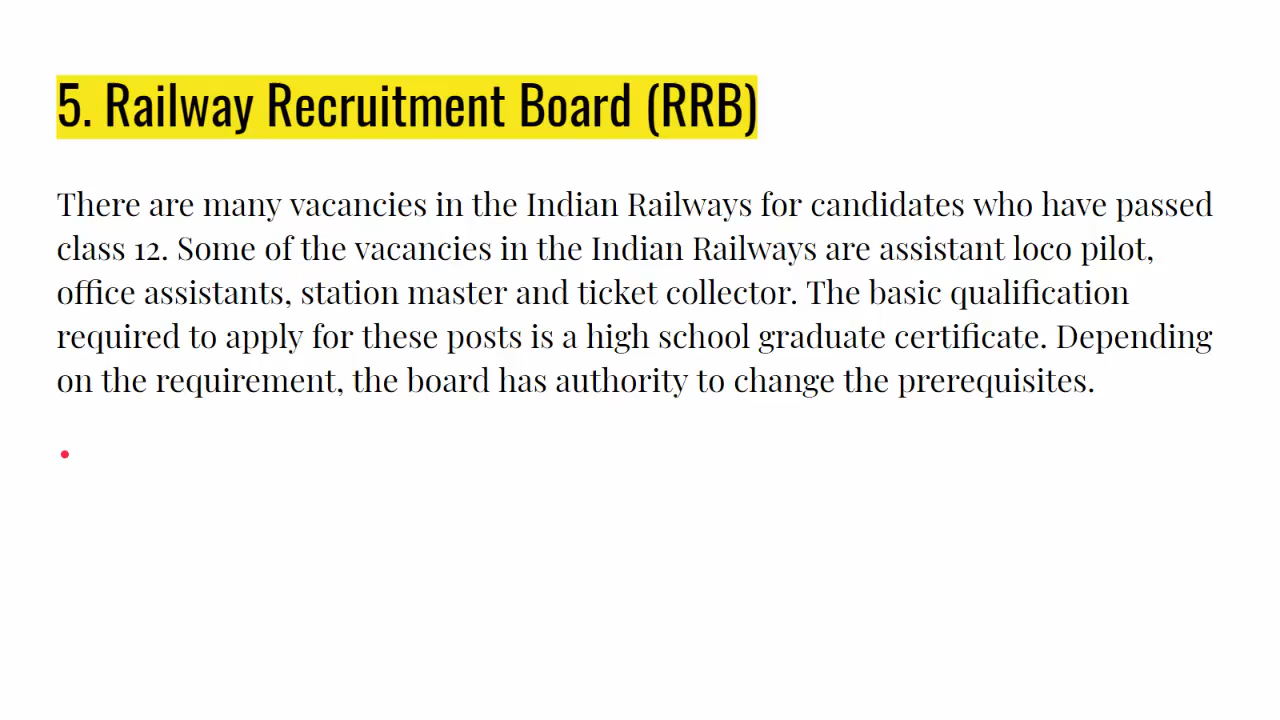 5. Railway Recruitment Board (RRB)
There are many vacancies in the Indian Railways for candidates who have passed
class 12. Some of the vacancies in the Indian Railways are assistant loco pilot,
office assistants, station master and ticket collector. The basic qualification
required to apply for these posts is a high school graduate certificate. Depending
on the requirement, the board has authority to change the prerequisites.